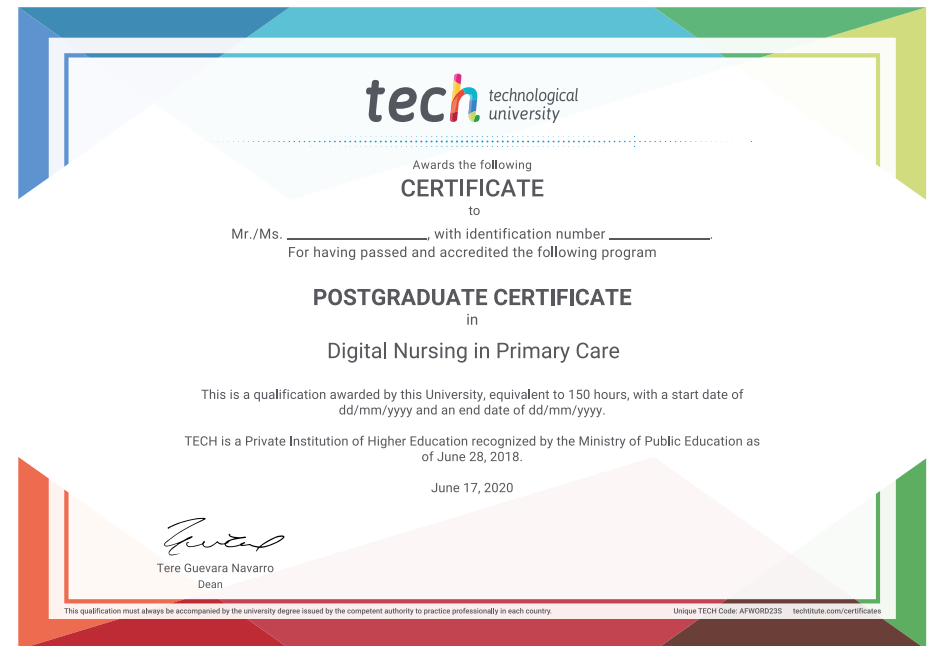 tech technological
university
Awards the following
CERTIFICATE
to
Mr./Ms. ____________________, with identification number ______________.
For having passed and accredited the following program
POSTGRADUATE CERTIFICATE
in
Digital Nursing in Primary Care
This is a qualification awarded by this University, equivalent to 150 hours, with a start date of
dd/mm/yyyy and an end date of dd/mm/yyyy.
TECH is a Private Institution of Higher Education recognized by the Ministry of Public Education as
of June 28, 2018.
June 17, 2020
Tere Guevara Navarro
Dean
This qualification must always be accompanied by the university degree issued by the competent authority to practice professionally in each country.
Unique TECH Code: AFWORD23S techtitute.com/certificates